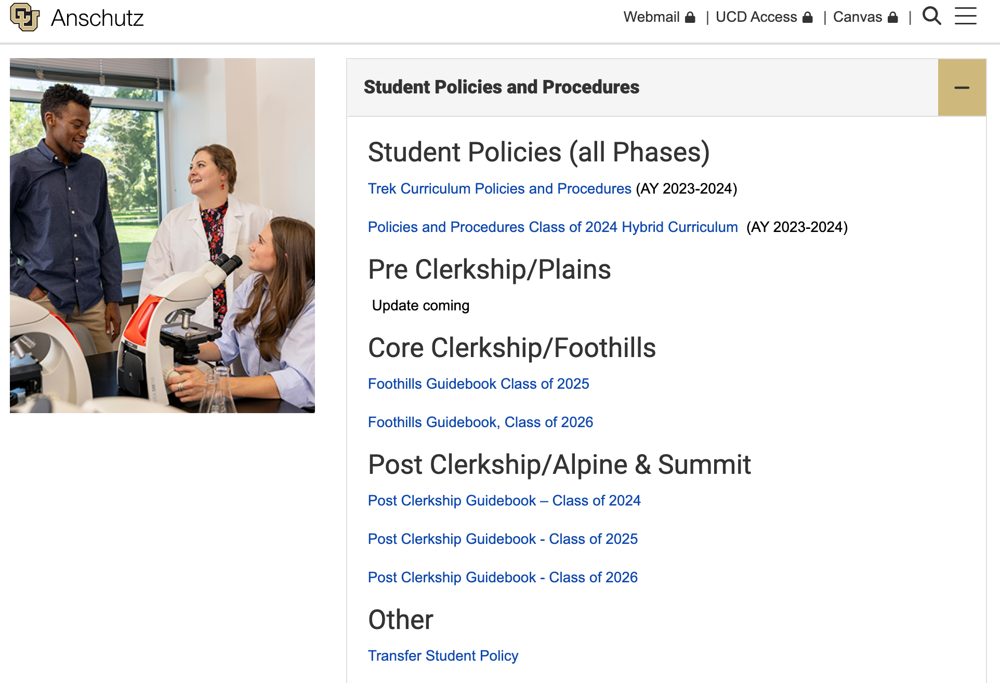 Anschutz
Webmail | UCD Access | Canvas |
Student Policies and Procedures
Student Policies (all Phases)
Trek Curriculum Policies and Procedures (AY 2023-2024)
Policies and Procedures Class of 2024 Hybrid Curriculum (AY 2023-2024)
Pre Clerkship/Plains
Update coming
Core Clerkship/Foothills
Foothills Guidebook Class of 2025
Foothills Guidebook, Class of 2026
Post Clerkship/Alpine & Summit
Post Clerkship Guidebook – Class of 2024
Post Clerkship Guidebook - Class of 2025
Post Clerkship Guidebook - Class of 2026
Other
Transfer Student Policy